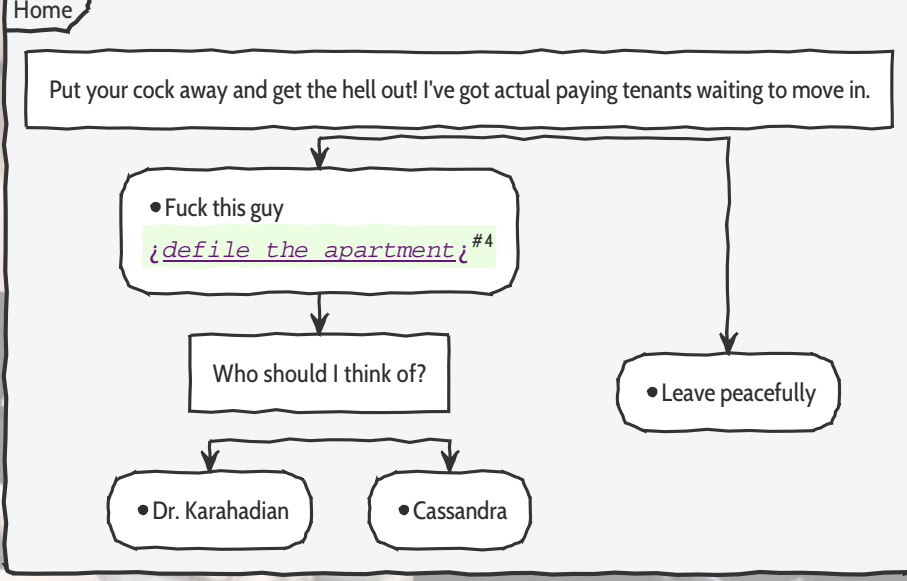 Home
Put your cock away and get the hell out! I've got actual paying tenants waiting to move in.
•Fuck this guy
¿defile the apartment¿#4
Who should I think of?
•Leave peacefully
•Dr. Karahadian
•Cassandra